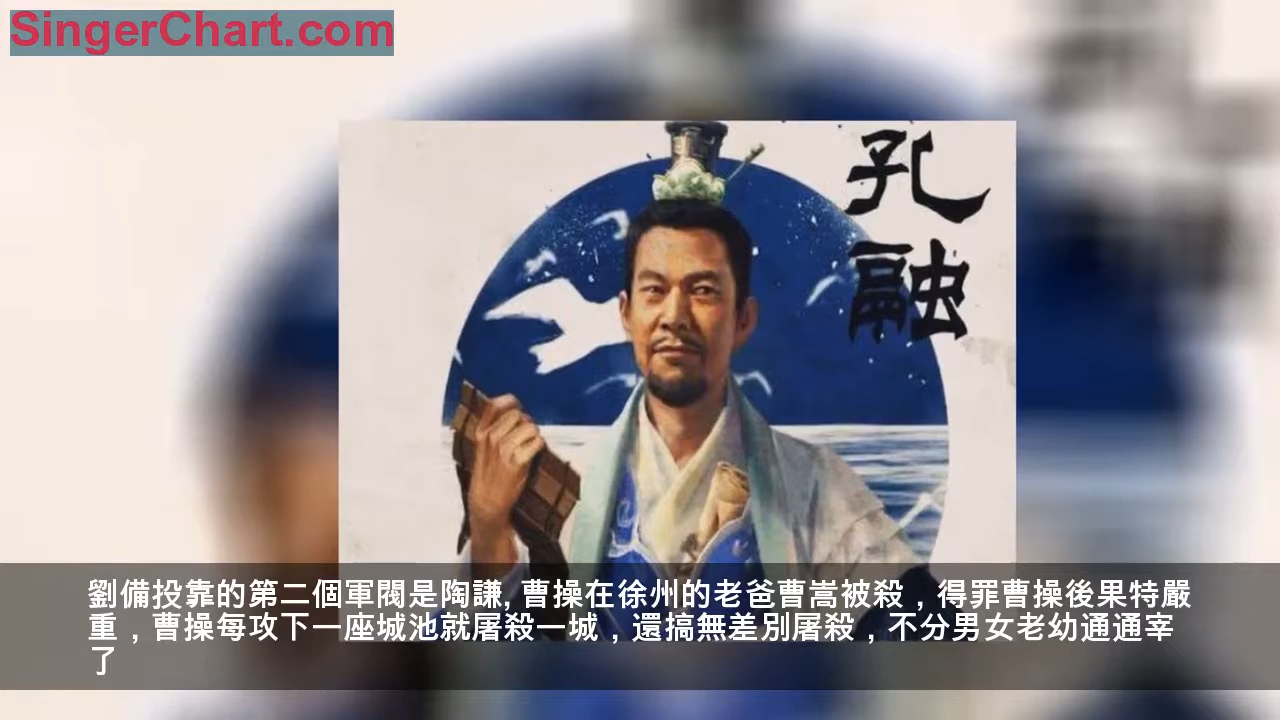 SingerChart.com
孔
融
劉備投靠的第二個軍閥是陶謙, 曹操在徐州的老爸曹嵩被殺，得罪曹操後果特嚴
重，曹操每攻下一座城池就屠殺一城，還搞無差別屠殺，不分男女老幼通通宰
了